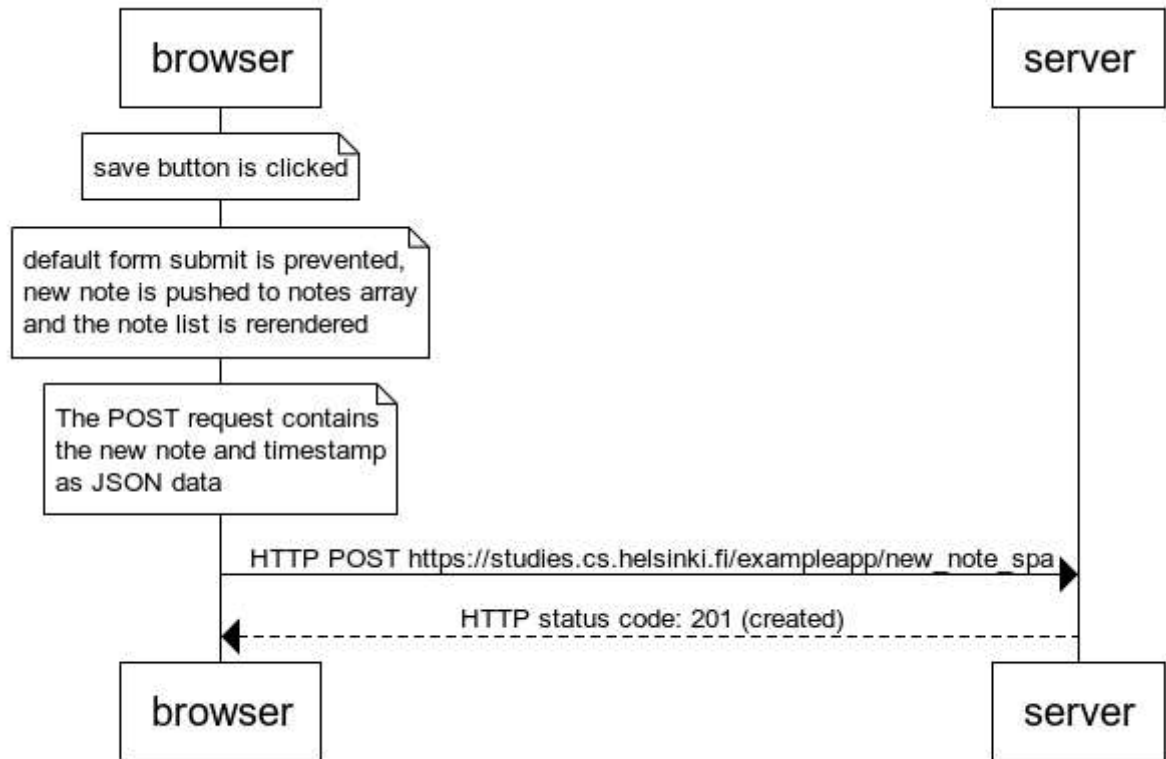 browser
server
save button is clicked
default form submit is prevented,
new note is pushed to notes array
and the note list is rerendered
The POST request contains
the new note and timestamp
as JSON data
HTTP POST https://studies.cs.helsinki.fi/exampleapp/new_note_spa
HTTP status code: 201 (created)
browser
server